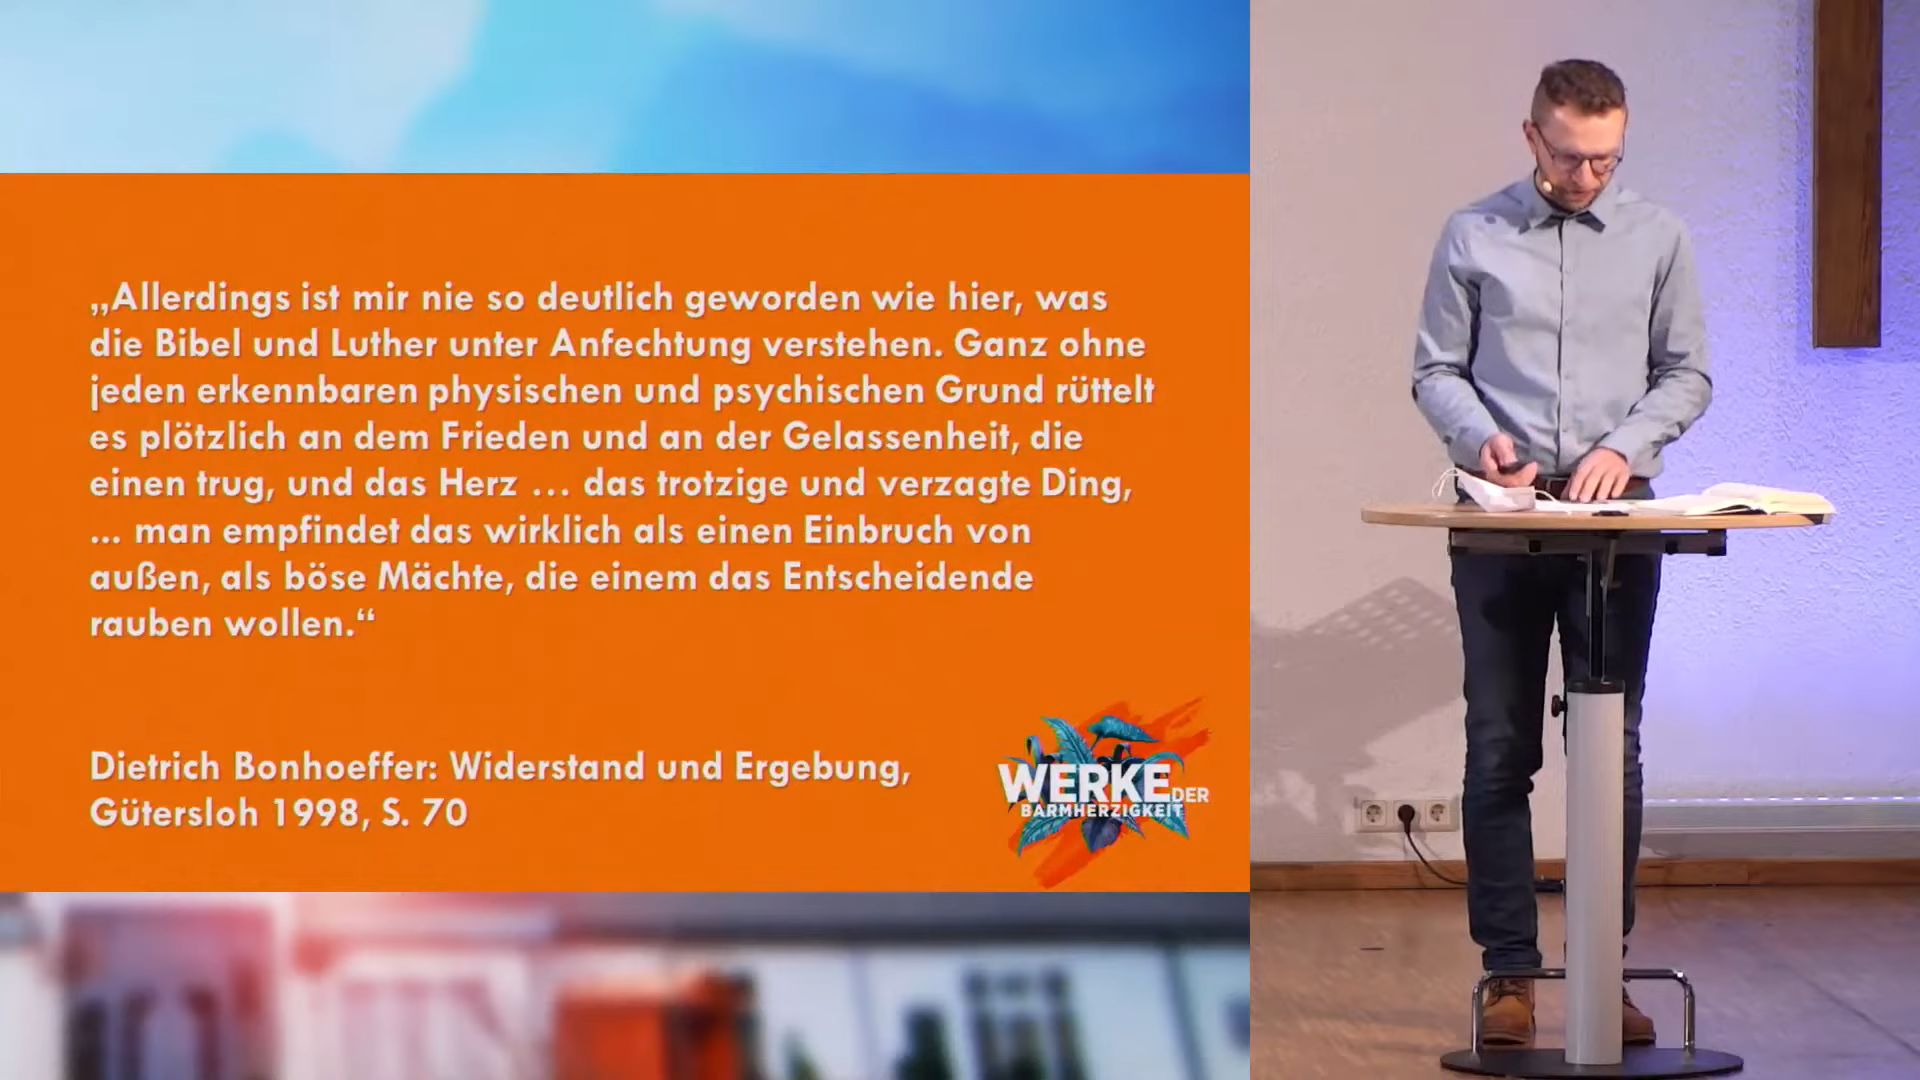 „Allerdings ist mir nie so deutlich geworden wie hier, was
die Bibel und Luther unter Anfechtung verstehen. Ganz ohne
jeden erkennbaren physischen und psychischen Grund rüttelt
es plötzlich an dem Frieden und an der Gelassenheit, die
einen trug, und das Herz … das trotzige und verzagte Ding,
... man empfindet das wirklich als einen Einbruch von
außen, als böse Mächte, die einem das Entscheidende
rauben wollen.“
Dietrich Bonhoeffer: Widerstand und Ergebung,
Gütersloh 1998, S. 70
WERKE DER
BARMHERZIGKEIT